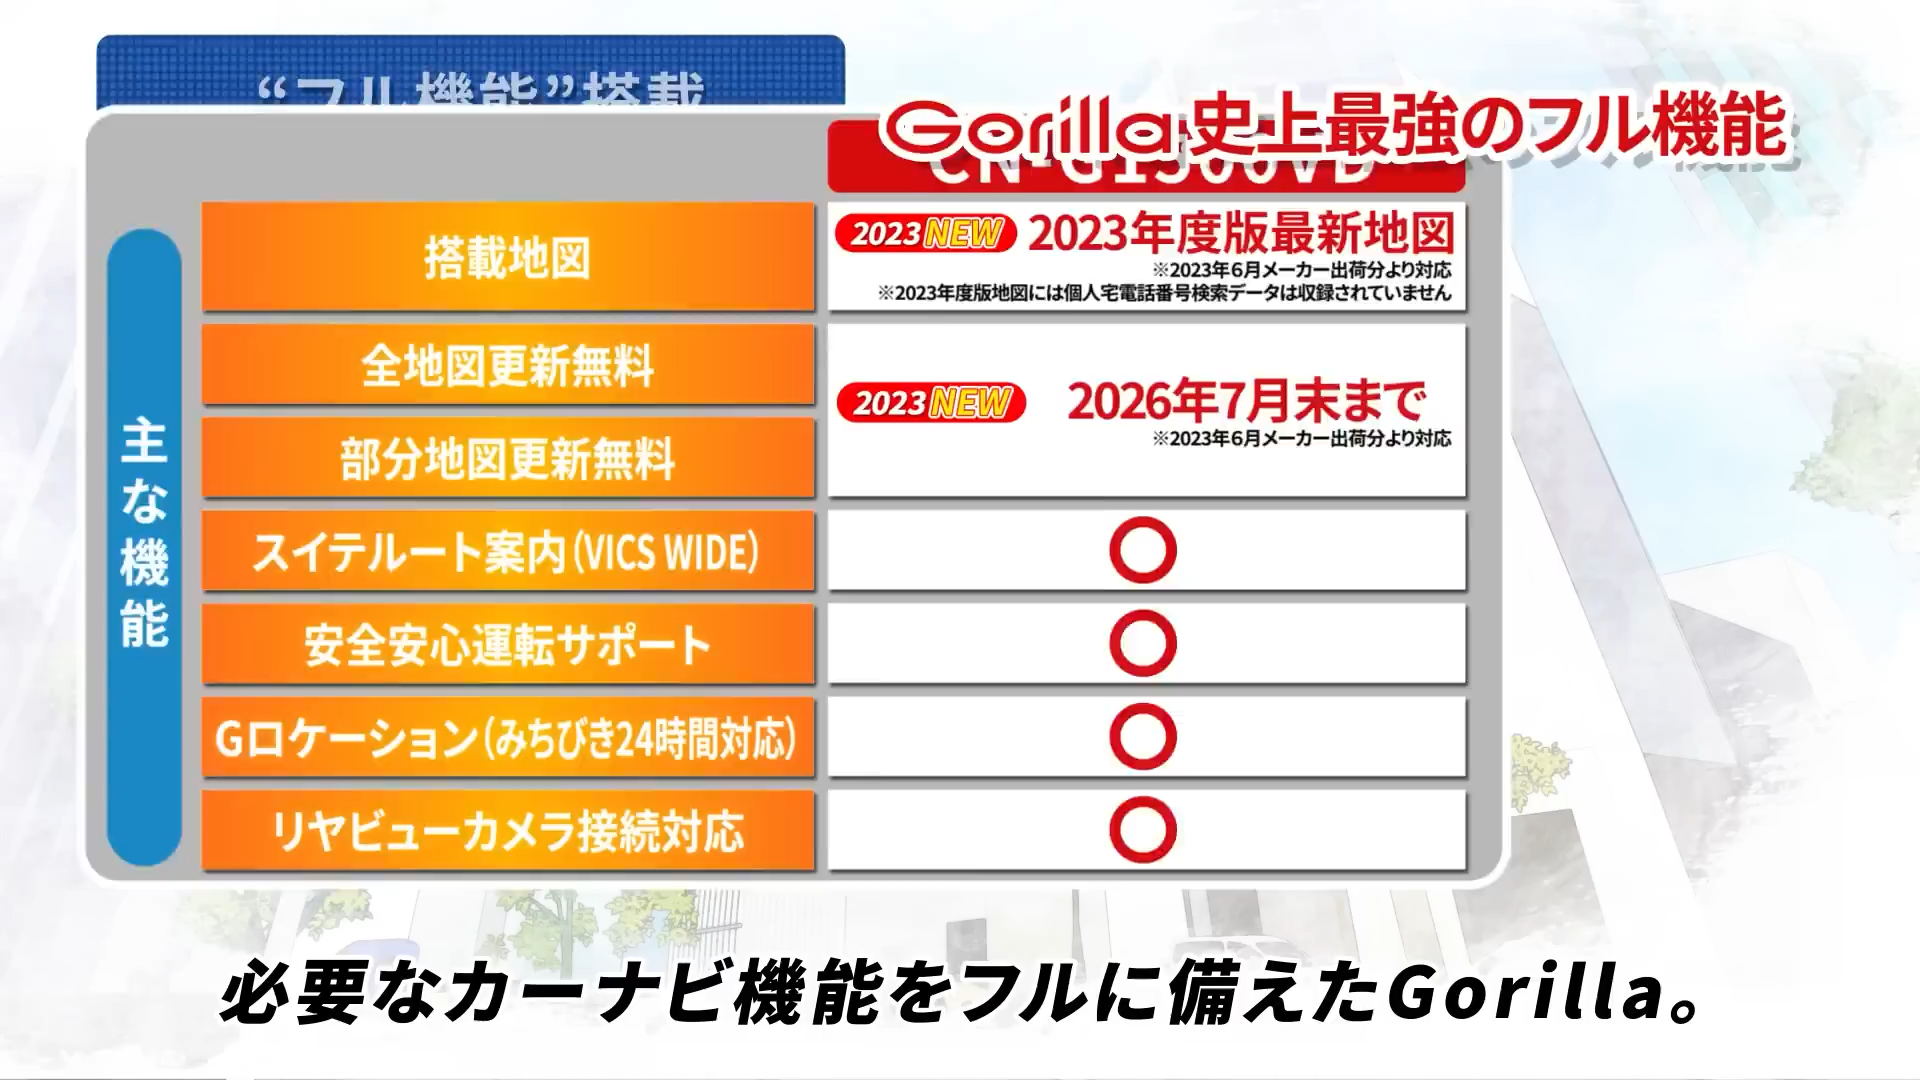 “フル機能”搭載
Gorilla史上最強のフル機能
主な機能
搭載地図
2023 NEW 2023年度版最新地図
※2023年6月メーカー出荷分より対応
※2023年度版地図には個人宅電話番号検索データは収録されていません
全地図更新無料
部分地図更新無料
2023 NEW 2026年7月末まで
※2023年6月メーカー出荷分より対応
スイテルート案内(VICS WIDE)
安全安心運転サポート
Gロケーション(みちびき24時間対応)
リヤビューカメラ接続対応
必要なカーナビ機能をフルに備えたGorilla。